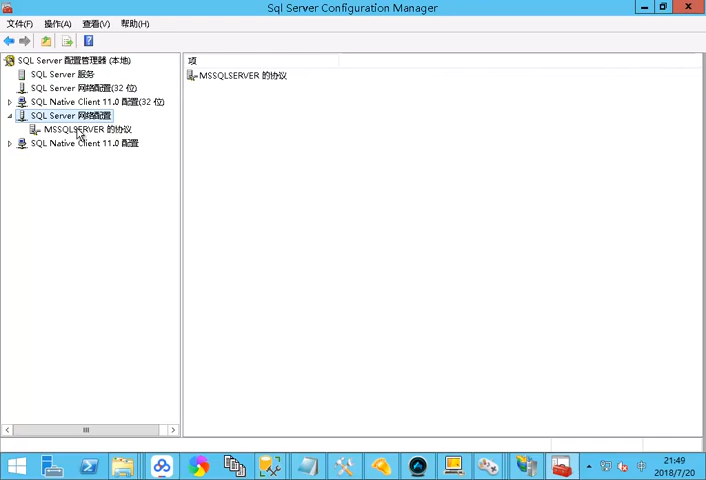 Sql Server Configuration Manager
文件(F) 操作(A) 查看(V) 帮助(H)
SQL Server 配置管理器 (本地)
SQL Server 服务
SQL Server 网络配置(32 位)
SQL Native Client 11.0 配置(32 位)
SQL Server 网络配置
MSSQLSERVER 的协议
SQL Native Client 11.0 配置
项
MSSQLSERVER 的协议
21:49
2018/7/20